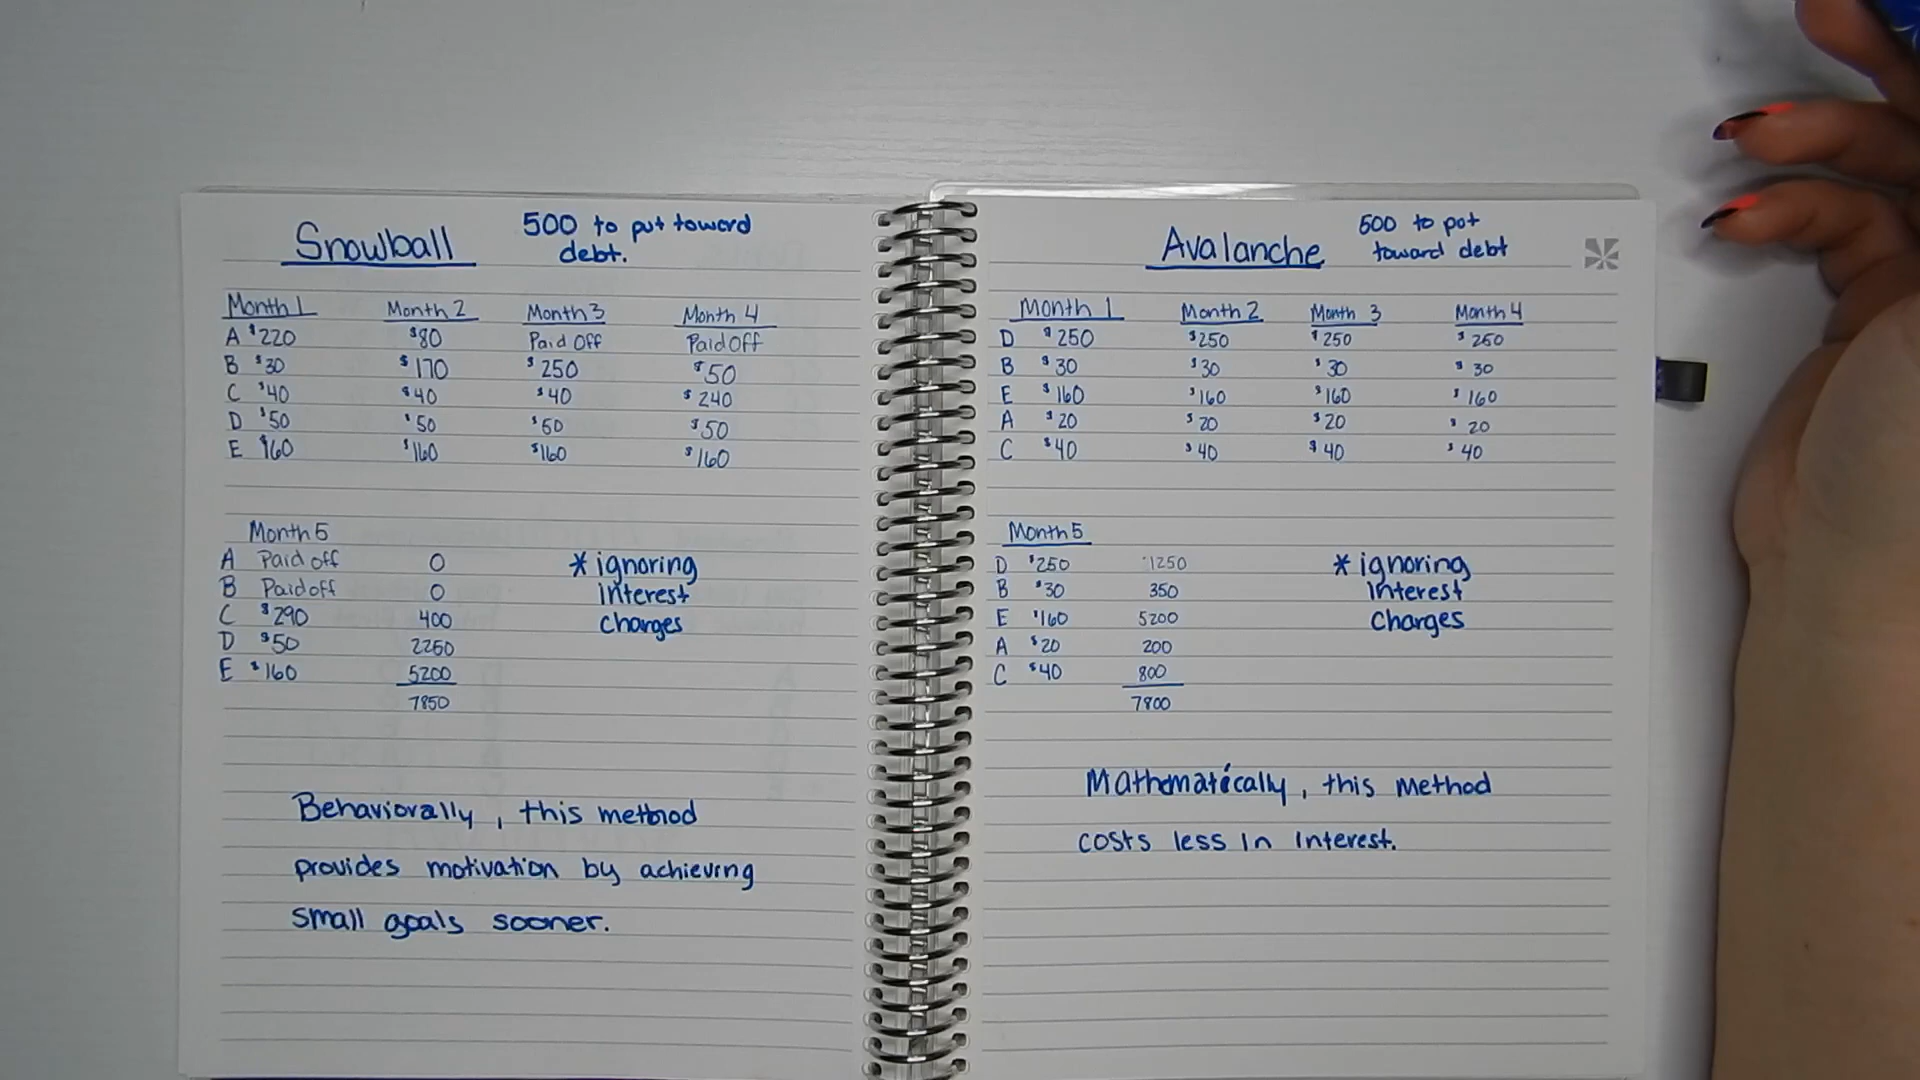 Snowball
500 to put toward
debt.
Month 1 Month 2 Month 3 Month 4
A $220 $80 Paid Off Paid Off
B $30 $170 $250 $50
C $40 $40 $40 $240
D $50 $50 $50 $50
E $160 $160 $160 $160
Month 5
A Paid off 0
B Paid off 0
C $290 400
D $50 2250
E $160 5200
7850
* ignoring
interest
charges
Behaviorally, this method
provides motivation by achieving
small goals sooner.
Avalanche
500 to pot
toward debt
Month 1 Month 2 Month 3 Month 4
D $250 $250 $250 $250
B $30 $30 $30 $30
E $160 $160 $160 $160
A $20 $20 $20 $20
C $40 $40 $40 $40
Month 5
D $250 1250
B $30 350
E $160 5200
A $20 200
C $40 800
7800
* ignoring
interest
charges
Mathematically, this method
costs less in interest.